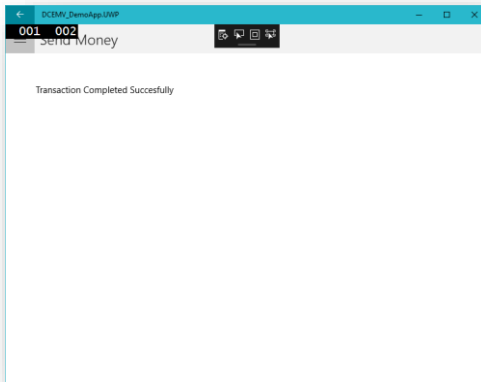 DCEMV_DemoApp.UWP
001 002
Send Money
Transaction Completed Succesfully